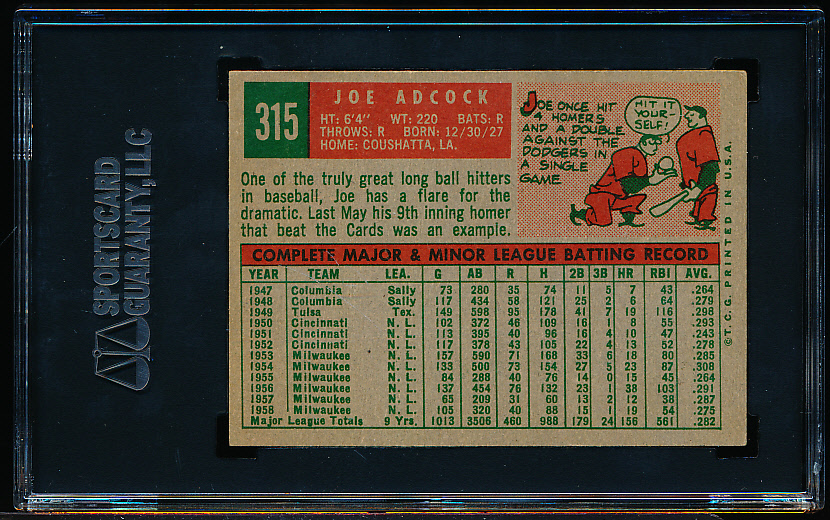 SPORTSCARD
GUARANTY, LLC
315
JOE ADCOCK
HT: 6'4" WT: 220 BATS: R
THROWS: R BORN: 12/30/27
HOME: COUSHATTA, LA.
JOE ONCE HIT
4 HOMERS
AND A DOUBLE
AGAINST THE
DODGERS IN
A SINGLE
GAME
HIT IT
YOUR-
SELF!
One of the truly great long ball hitters
in baseball, Joe has a flare for the
dramatic. Last May his 9th inning homer
that beat the Cards was an example.
COMPLETE MAJOR & MINOR LEAGUE BATTING RECORD
YEAR TEAM LEA. G AB R H 2B 3B HR RBI AVG.
1947 Columbia Sally 73 280 35 74 11 5 7 43 .264
1948 Columbia Sally 117 434 58 121 25 2 6 64 .279
1949 Tulsa Tex. 149 598 95 178 41 7 19 116 .298
1950 Cincinnati N. L. 102 372 46 109 16 1 8 55 .293
1951 Cincinnati N. L. 113 395 40 96 16 4 10 47 .243
1952 Cincinnati N. L. 117 378 43 105 22 4 13 52 .278
1953 Milwaukee N. L. 157 590 71 168 33 6 18 80 .285
1954 Milwaukee N. L. 133 500 73 154 27 5 23 87 .308
1955 Milwaukee N. L. 84 288 40 76 14 0 15 45 .264
1956 Milwaukee N. L. 137 454 76 132 23 1 38 103 .291
1957 Milwaukee N. L. 65 209 31 60 13 2 12 38 .287
1958 Milwaukee N. L. 105 320 40 88 15 1 19 54 .275
Major League Totals 9 Yrs. 1013 3506 460 988 179 24 156 561 .282
©T.C.G. PRINTED IN U.S.A.